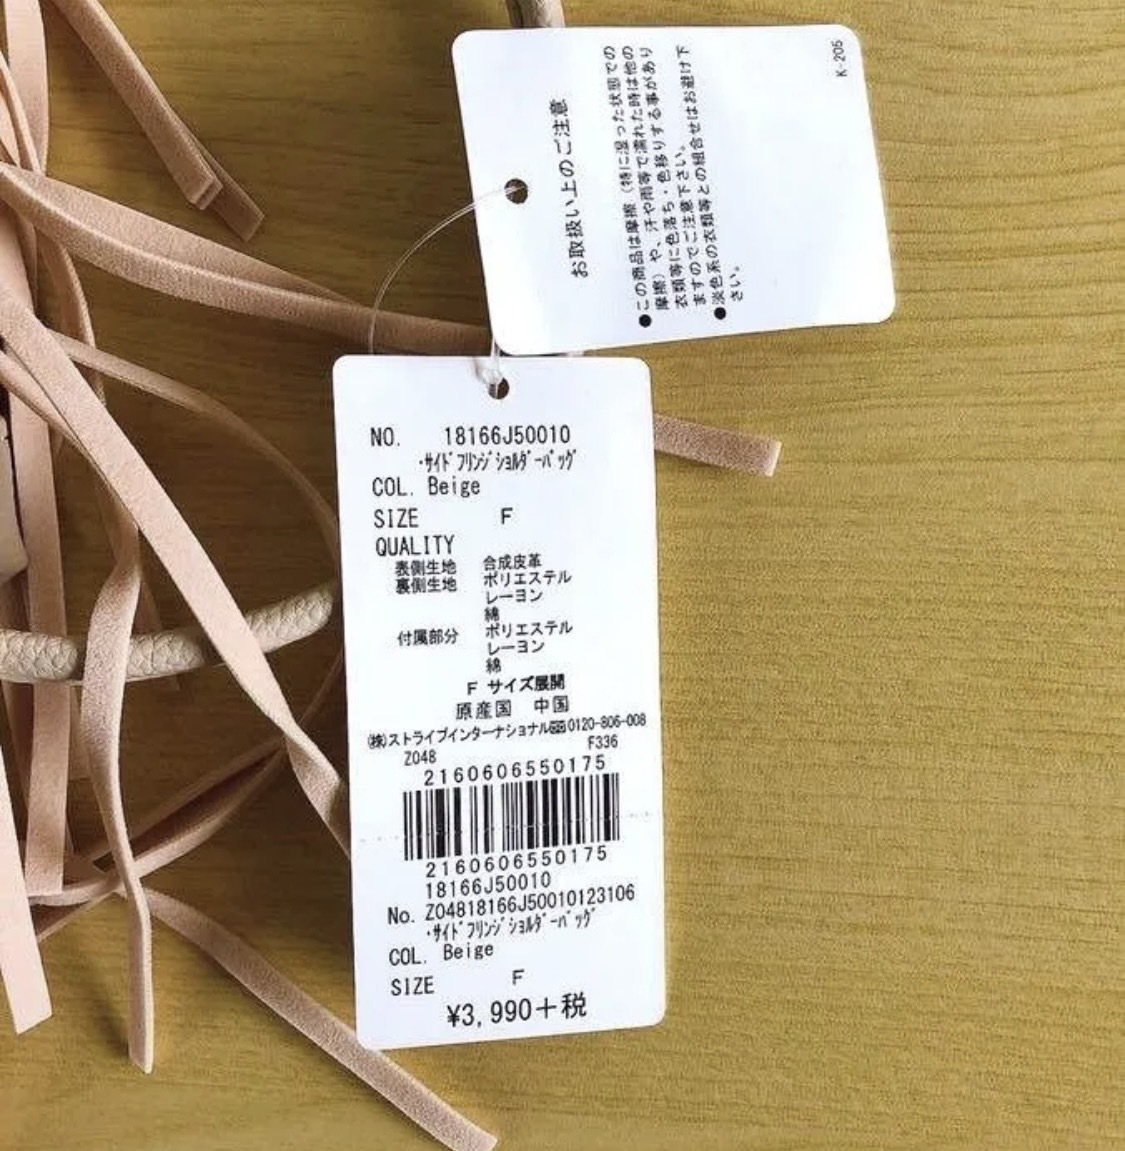 K-205
お取扱い上のご注意
●この商品は摩擦（特に湿った状態での
摩擦）や、汗や雨等で濡れた時は他の
衣類等に色落ち・色移りする事があり
ますのでご注意下さい。
●淡色系の衣類等との組合せはお避け下
さい。
NO. 18166J50010
･ｻｲﾄﾞﾌﾘﾝｼﾞｼｮﾙﾀﾞｰﾊﾞｯｸﾞ
COL. Beige
SIZE F
QUALITY
表側生地 合成皮革
裏側生地 ポリエステル
レーヨン
綿
付属部分 ポリエステル
レーヨン
綿
F サイズ展開
原産国 中国
(株)ストライプインターナショナル 0120-806-008
Z048 F336
2160606550175
2160606550175
18166J50010
No. Z04818166J50010123106
･ｻｲﾄﾞﾌﾘﾝｼﾞｼｮﾙﾀﾞｰﾊﾞｯｸﾞ
COL. Beige
SIZE F
¥3,990＋税